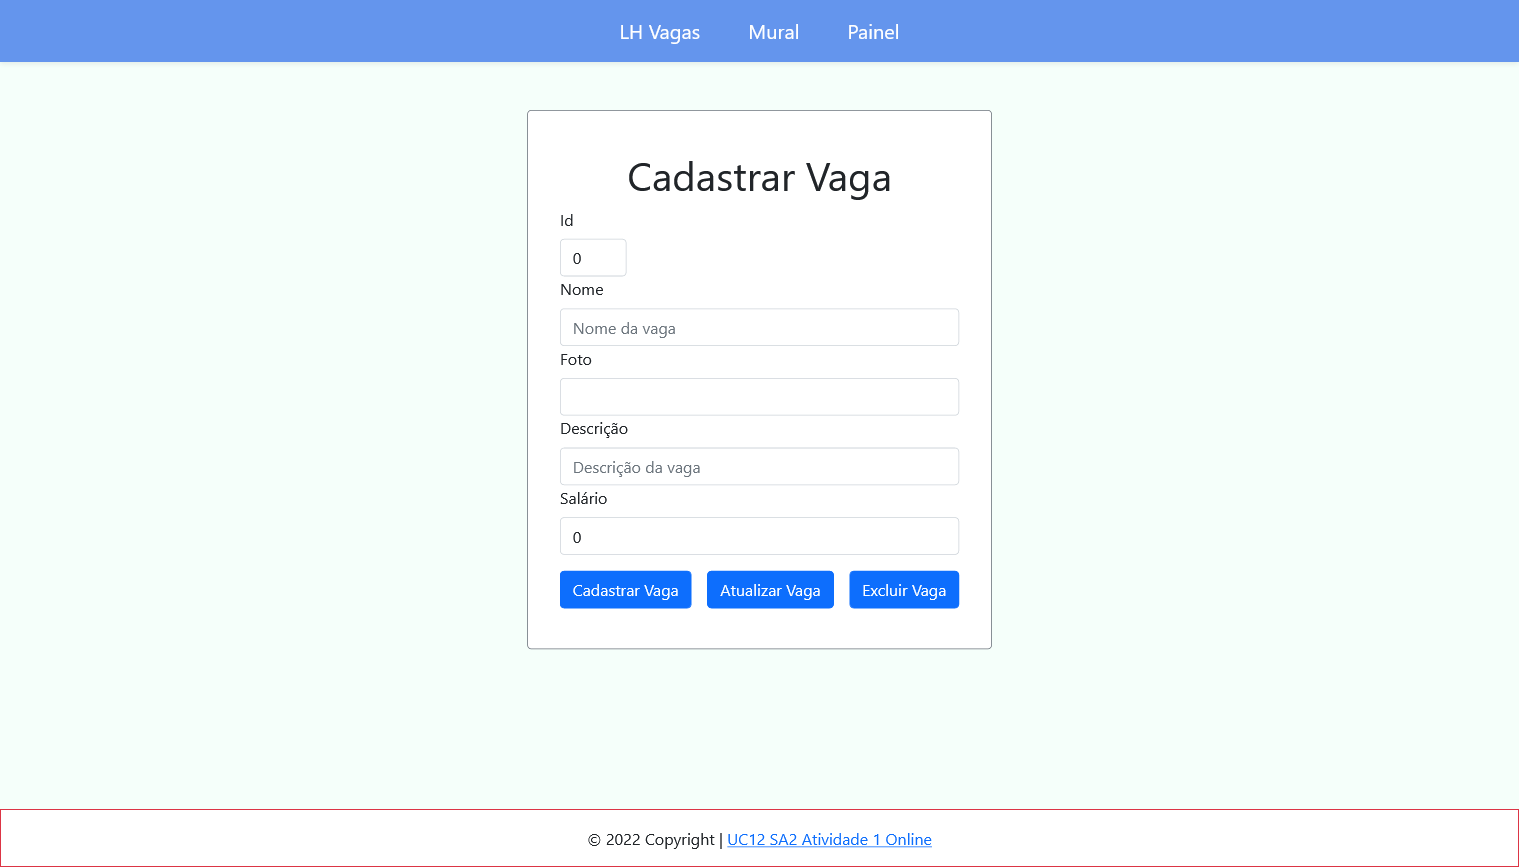 LH Vagas Mural Painel
Cadastrar Vaga
Id
0
Nome
Nome da vaga
Foto
Descrição
Descrição da vaga
Salário
0
Cadastrar Vaga Atualizar Vaga Excluir Vaga
© 2022 Copyright | UC12 SA2 Atividade 1 Online